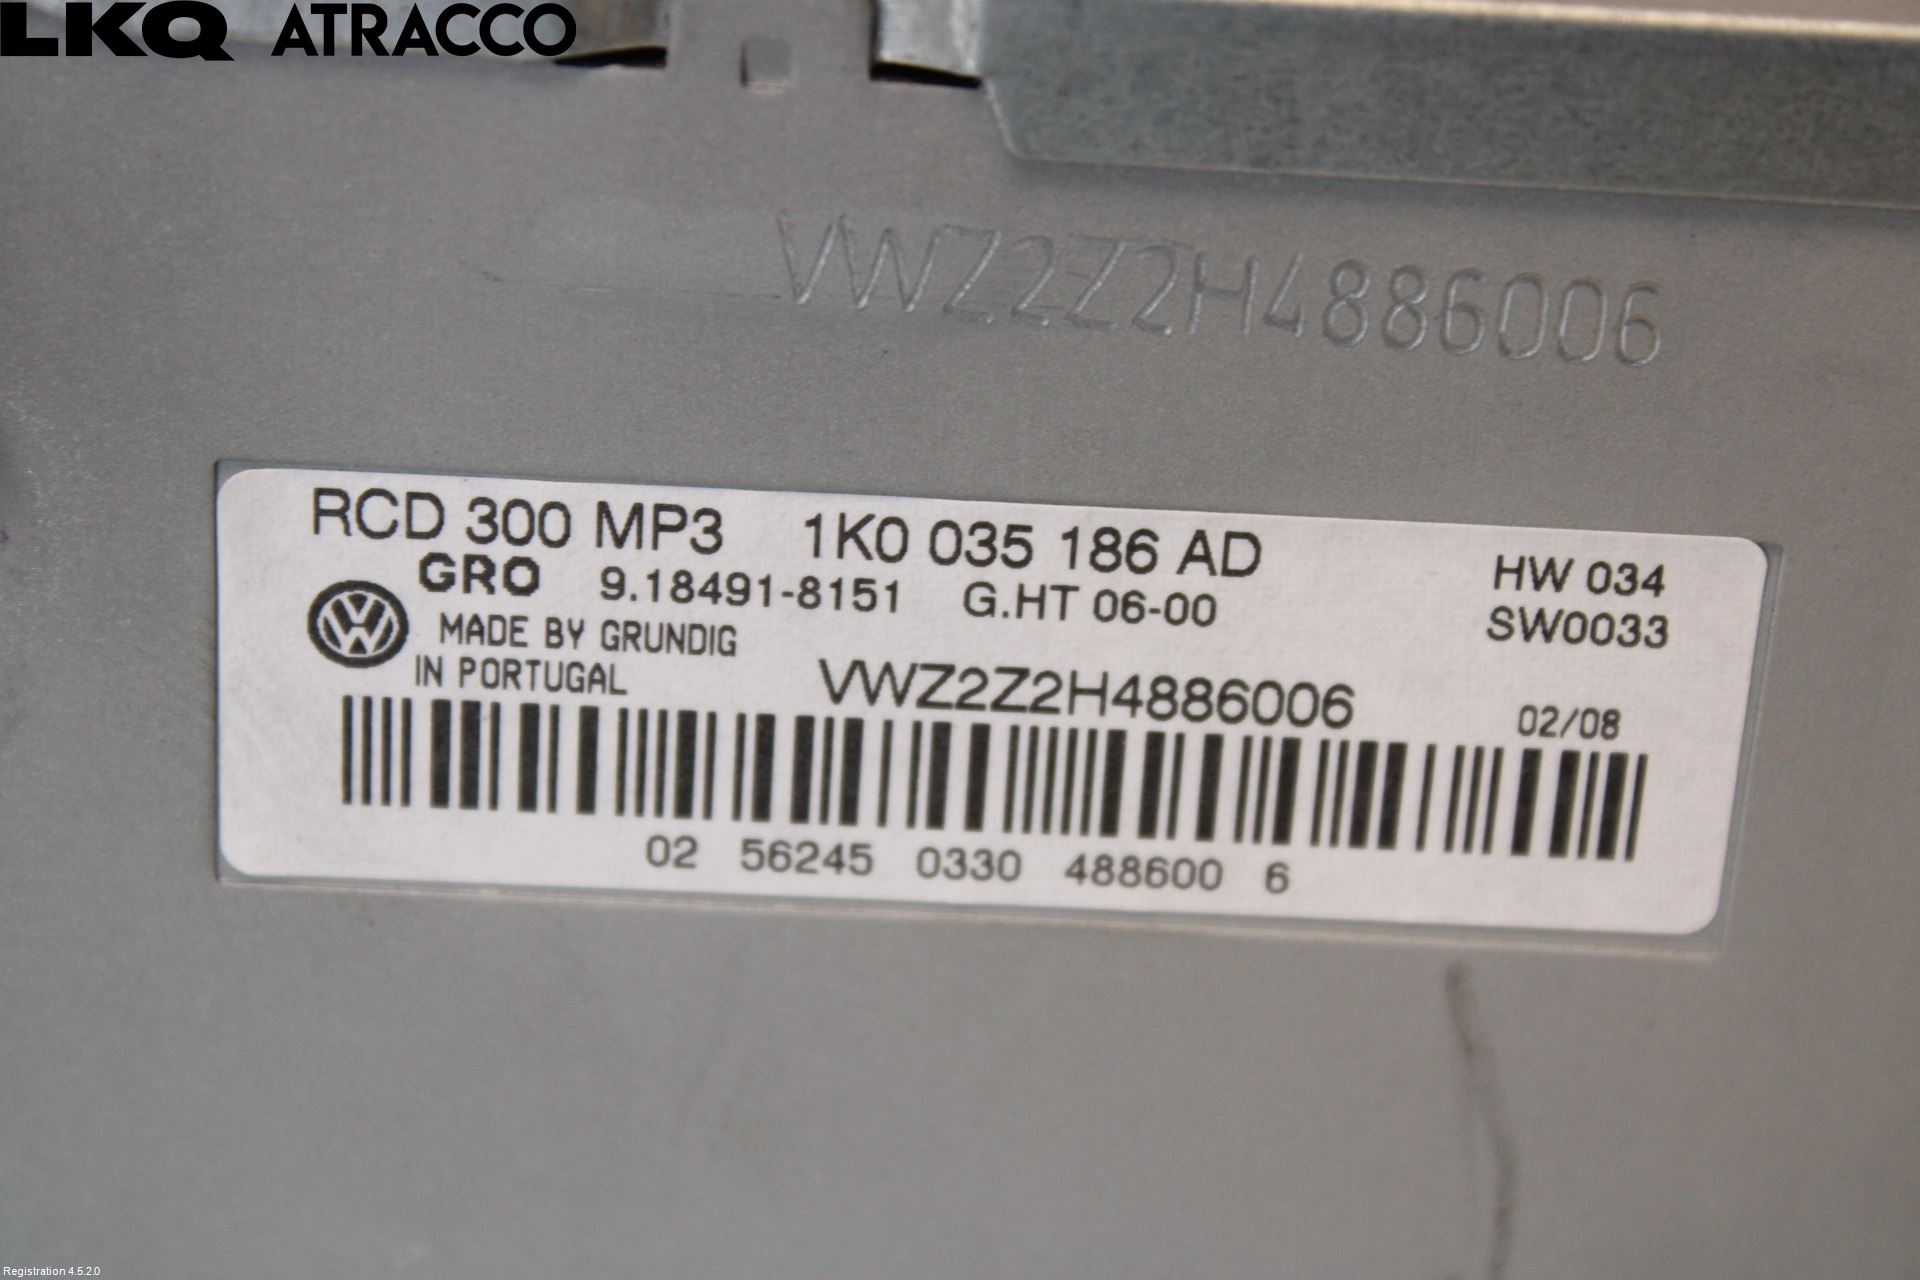 LKQ ATRACCO
VWZ2Z2H4886006
RCD 300 MP3 1K0 035 186 AD
HW 034
GRO 9.18491-8151 G.HT 06-00
SW0033
MADE BY GRUNDIG
IN PORTUGAL
VWZ2Z2H4886006
02/08
02 56245 0330 488600 6
Registration 4.5.2.0